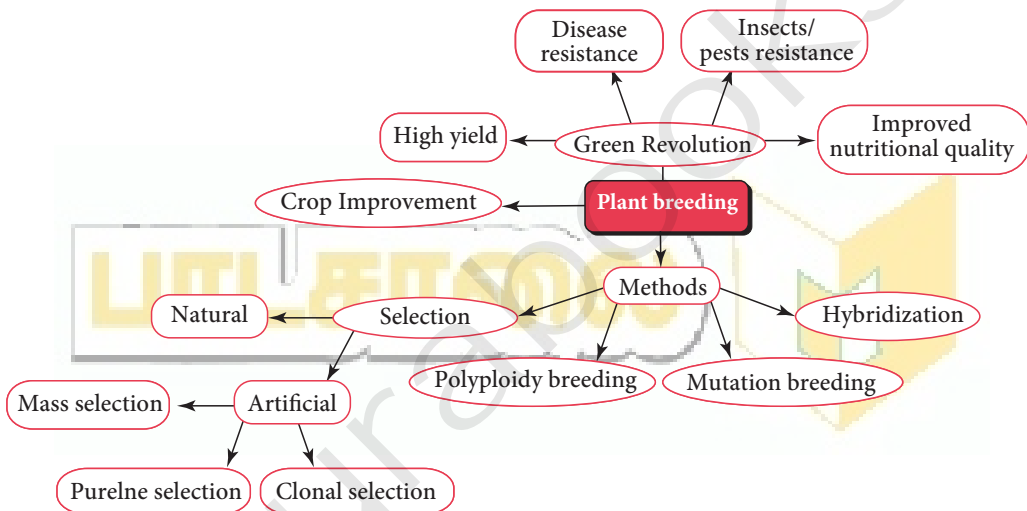 Disease
resistance
Insects/
pests resistance
High yield
Green Revolution
Improved
nutritional quality
Crop Improvement
Plant breeding
Methods
Natural
Selection
Hybridization
Polyploidy breeding
Mutation breeding
Mass selection
Artificial
Purelne selection
Clonal selection
பாடசாலை